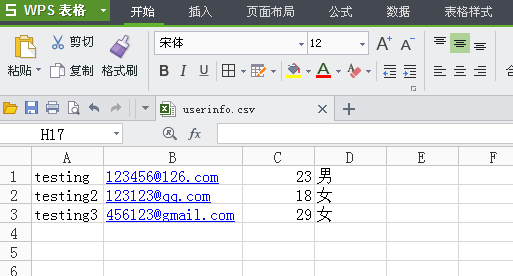 S WPS 表格 开始 插入 页面布局 公式 数据 表格样式
剪切 宋体 12 A+ A-
粘贴 复制 格式刷 B I U A
userinfo.csv
H17 fx
A B C D E F
1 testing 123456@126.com 23 男
2 testing2 123123@qq.com 18 女
3 testing3 456123@gmail.com 29 女
4
5
6